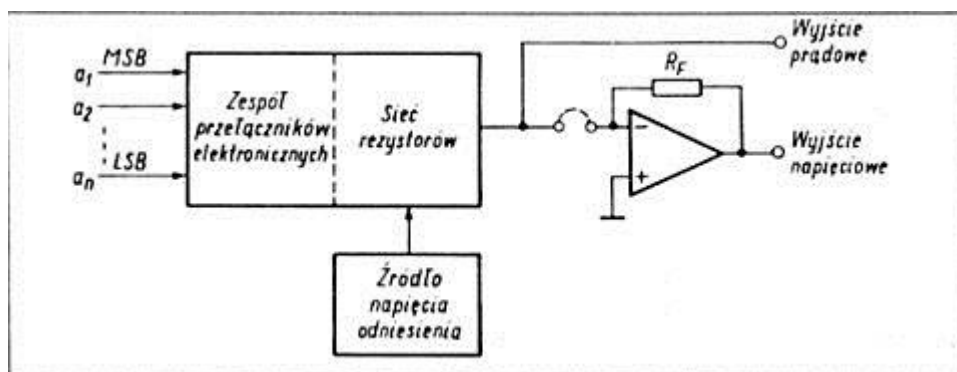 MSB
a1
a2
LSB
an
Zespół
przełączników
elektronicznych
Sieć
rezystorów
Źródło
napięcia
odniesienia
RF
Wyjście
prądowe
−
+
Wyjście
napięciowe